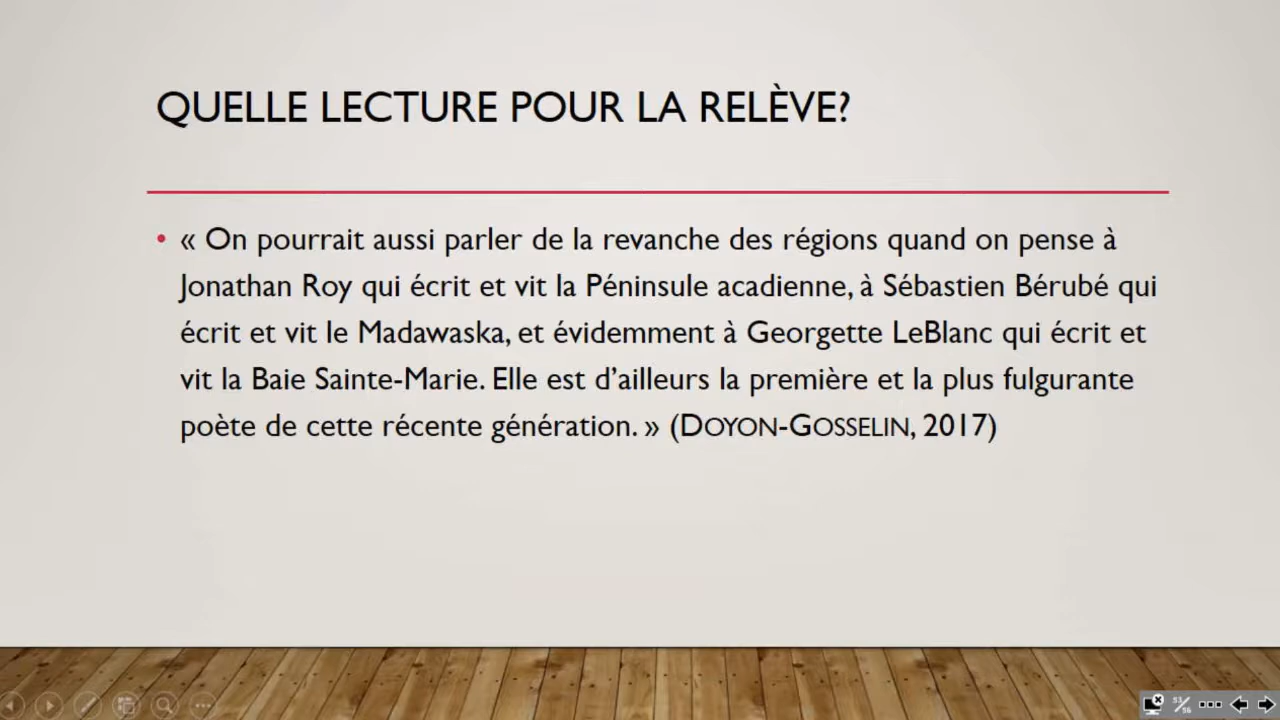 QUELLE LECTURE POUR LA RELÈVE?
• « On pourrait aussi parler de la revanche des régions quand on pense à
Jonathan Roy qui écrit et vit la Péninsule acadienne, à Sébastien Bérubé qui
écrit et vit le Madawaska, et évidemment à Georgette LeBlanc qui écrit et
vit la Baie Sainte-Marie. Elle est d’ailleurs la première et la plus fulgurante
poète de cette récente génération. » (DOYON-GOSSELIN, 2017)